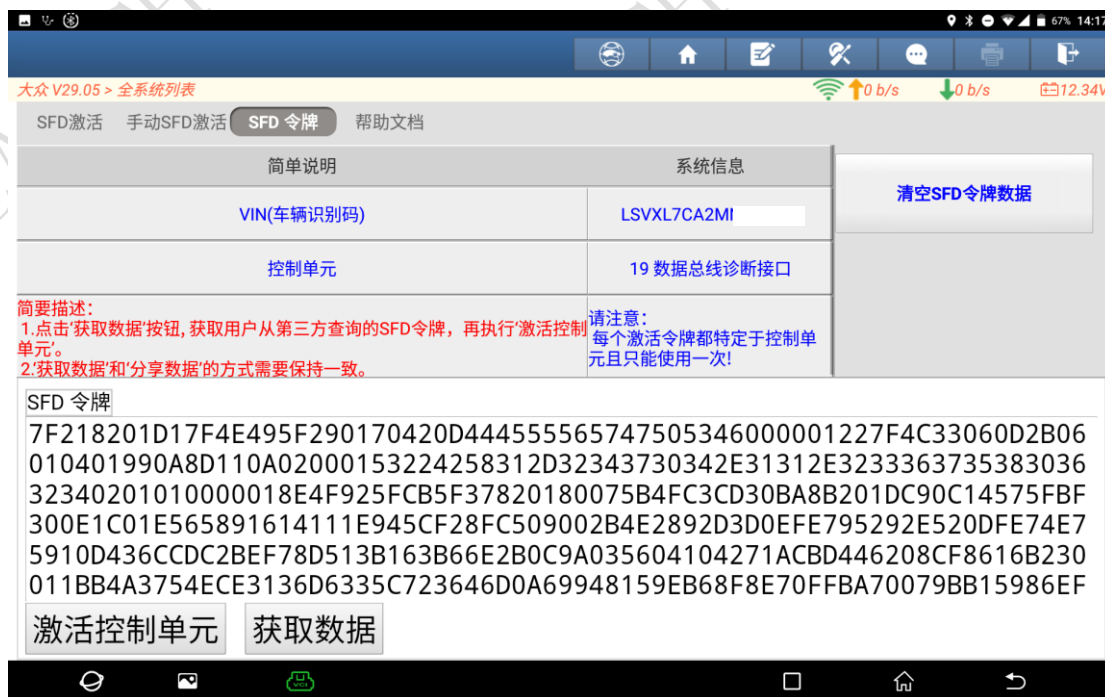 67% 14:17
大众 V29.05 > 全系统列表
0 b/s 0 b/s 12.34V
SFD激活 手动SFD激活 SFD 令牌 帮助文档
简单说明 系统信息
清空SFD令牌数据
VIN(车辆识别码) LSVXL7CA2M
控制单元 19 数据总线诊断接口
简要描述:
1.点击'获取数据'按钮, 获取用户从第三方查询的SFD令牌，再执行'激活控制
单元'。
2.'获取数据'和'分享数据'的方式需要保持一致。
请注意:
每个激活令牌都特定于控制单
元且只能使用一次!
SFD 令牌
7F218201D17F4E495F290170420D4445555565747505346000001227F4C33060D2B06
010401990A8D110A02000153224258312D32343730342E31312E3233363735383036
32340201010000018E4F925FCB5F37820180075B4FC3CD30BA8B201DC90C14575FBF
300E1C01E565891614111E945CF28FC509002B4E2892D3D0EFE795292E520DFE74E7
5910D436CCDC2BEF78D513B163B66E2B0C9A035604104271ACBD446208CF8616B230
011BB4A3754ECE3136D6335C723646D0A69948159EB68F8E70FFBA70079BB15986EF
激活控制单元 获取数据
VCI